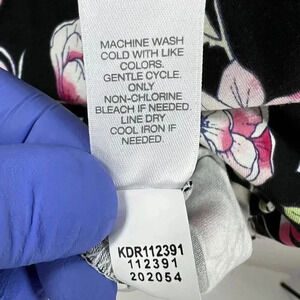 MACHINE WASH
COLD WITH LIKE
COLORS.
GENTLE CYCLE,
ONLY
NON-CHLORINE
BLEACH IF NEEDED.
LINE DRY
COOL IRON IF
NEEDED.
KDR112391
112391
202054